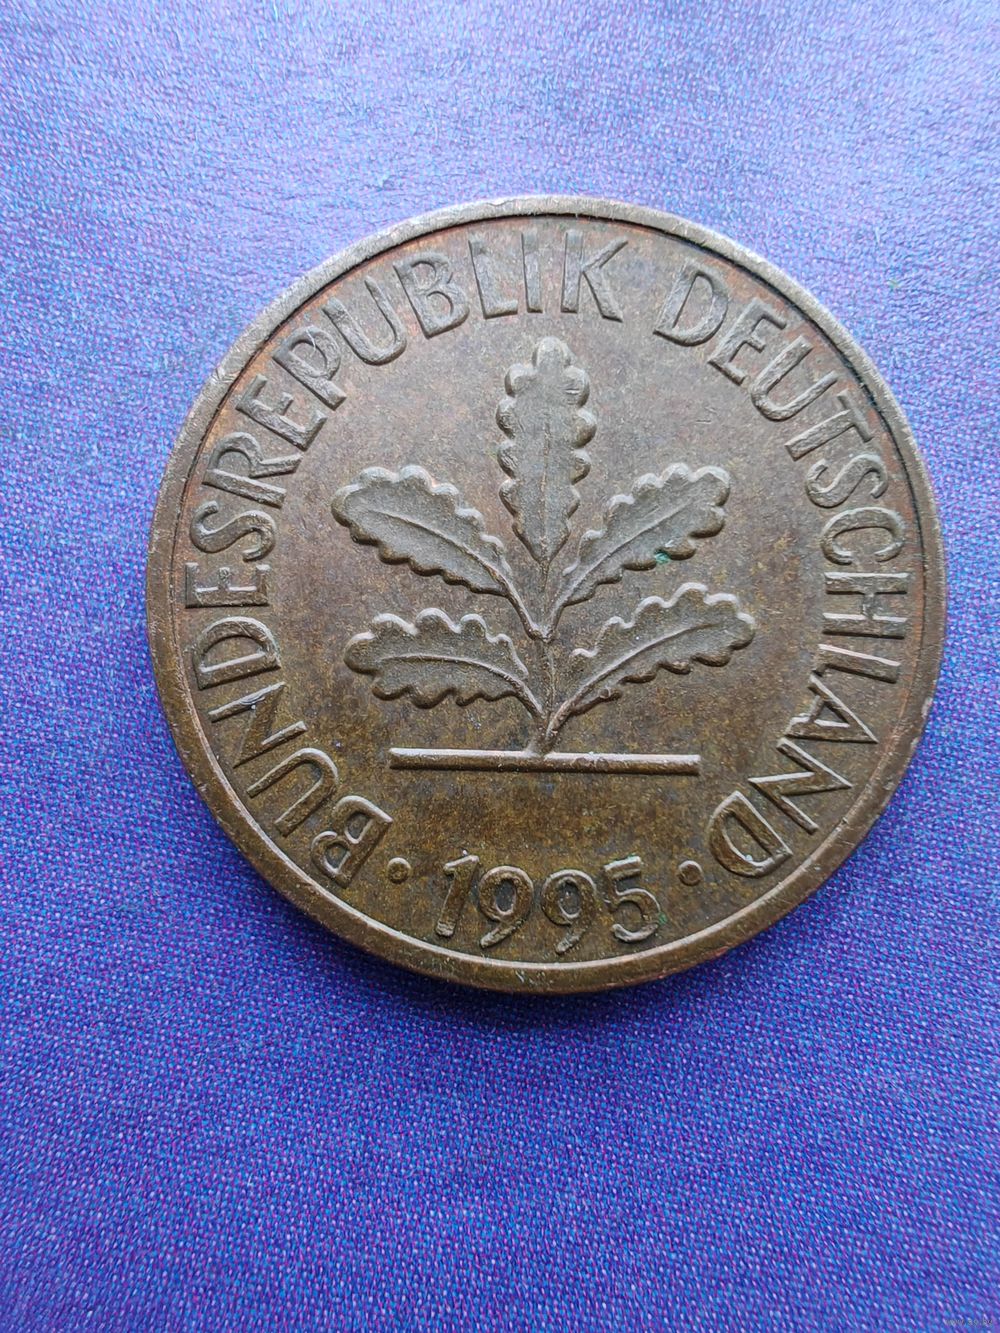 BUNDESREPUBLIK DEUTSCHLAND
· 1995 ·